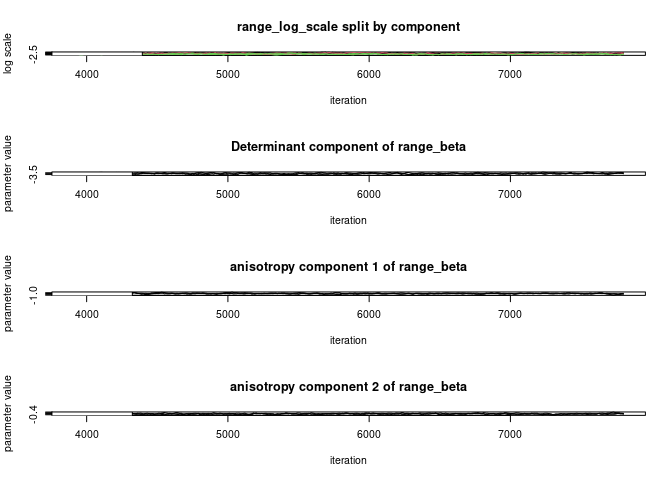 range_log_scale split by component
log scale
-2.5
4000 5000 6000 7000
iteration
Determinant component of range_beta
parameter value
-3.5
4000 5000 6000 7000
iteration
anisotropy component 1 of range_beta
parameter value
-1.0
4000 5000 6000 7000
iteration
anisotropy component 2 of range_beta
parameter value
-0.4
4000 5000 6000 7000
iteration